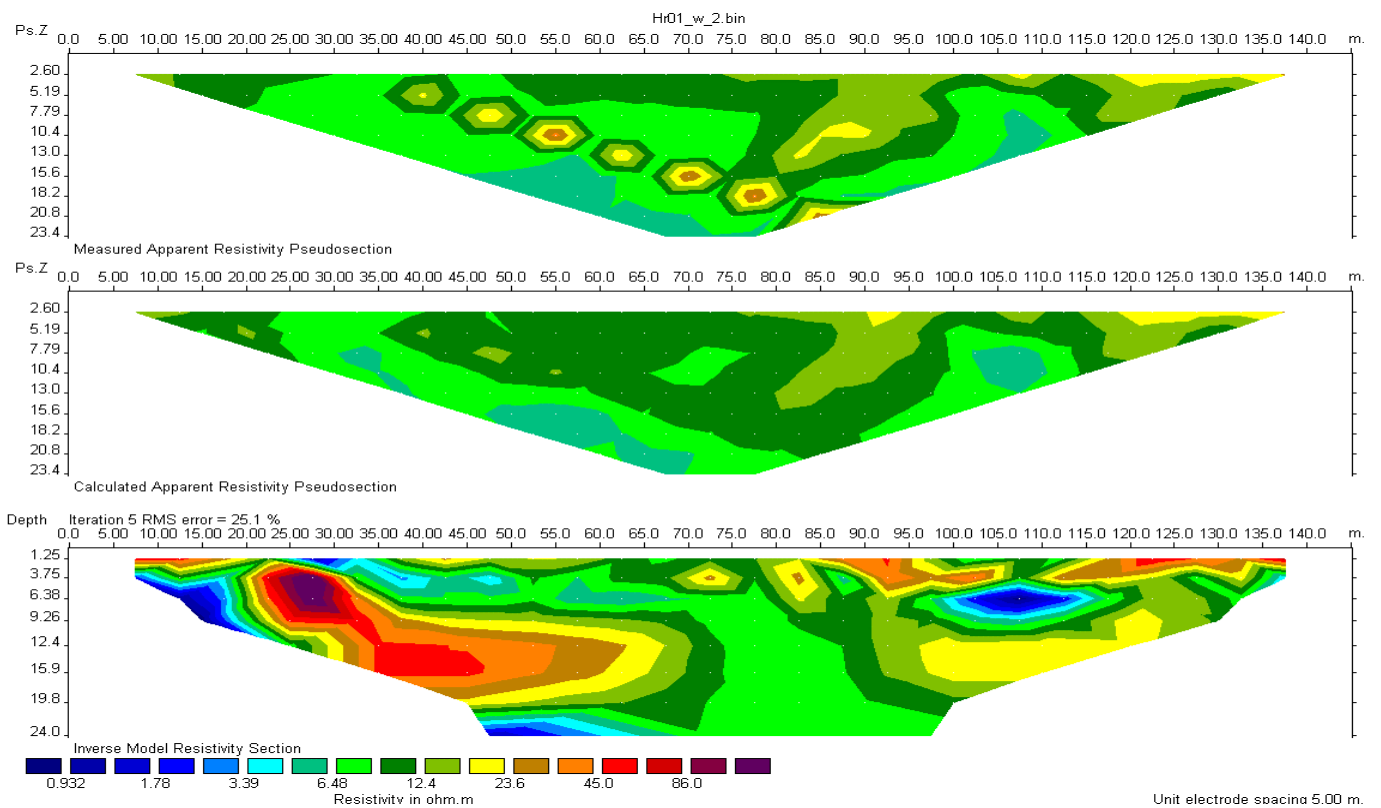 Hr01_w_2.bin
Ps.Z 0.0 5.00 10.00 15.00 20.00 25.00 30.00 35.00 40.0 45.0 50.0 55.0 60.0 65.0 70.0 75.0 80.0 85.0 90.0 95.0 100.0 105.0 110.0 115.0 120.0 125.0 130.0 135.0 140.0 m.
2.60
5.19
7.79
10.4
13.0
15.6
18.2
20.8
23.4
Measured Apparent Resistivity Pseudosection
Ps.Z 0.0 5.00 10.00 15.00 20.00 25.00 30.00 35.00 40.0 45.0 50.0 55.0 60.0 65.0 70.0 75.0 80.0 85.0 90.0 95.0 100.0 105.0 110.0 115.0 120.0 125.0 130.0 135.0 140.0 m.
2.60
5.19
7.79
10.4
13.0
15.6
18.2
20.8
23.4
Calculated Apparent Resistivity Pseudosection
Depth Iteration 5 RMS error = 25.1 %
0.0 5.00 10.00 15.00 20.00 25.00 30.00 35.00 40.0 45.0 50.0 55.0 60.0 65.0 70.0 75.0 80.0 85.0 90.0 95.0 100.0 105.0 110.0 115.0 120.0 125.0 130.0 135.0 140.0 m.
1.25
3.75
6.38
9.26
12.4
15.9
19.8
24.0
Inverse Model Resistivity Section
0.932 1.78 3.39 6.48 12.4 23.6 45.0 86.0
Resistivity in ohm.m Unit electrode spacing 5.00 m.